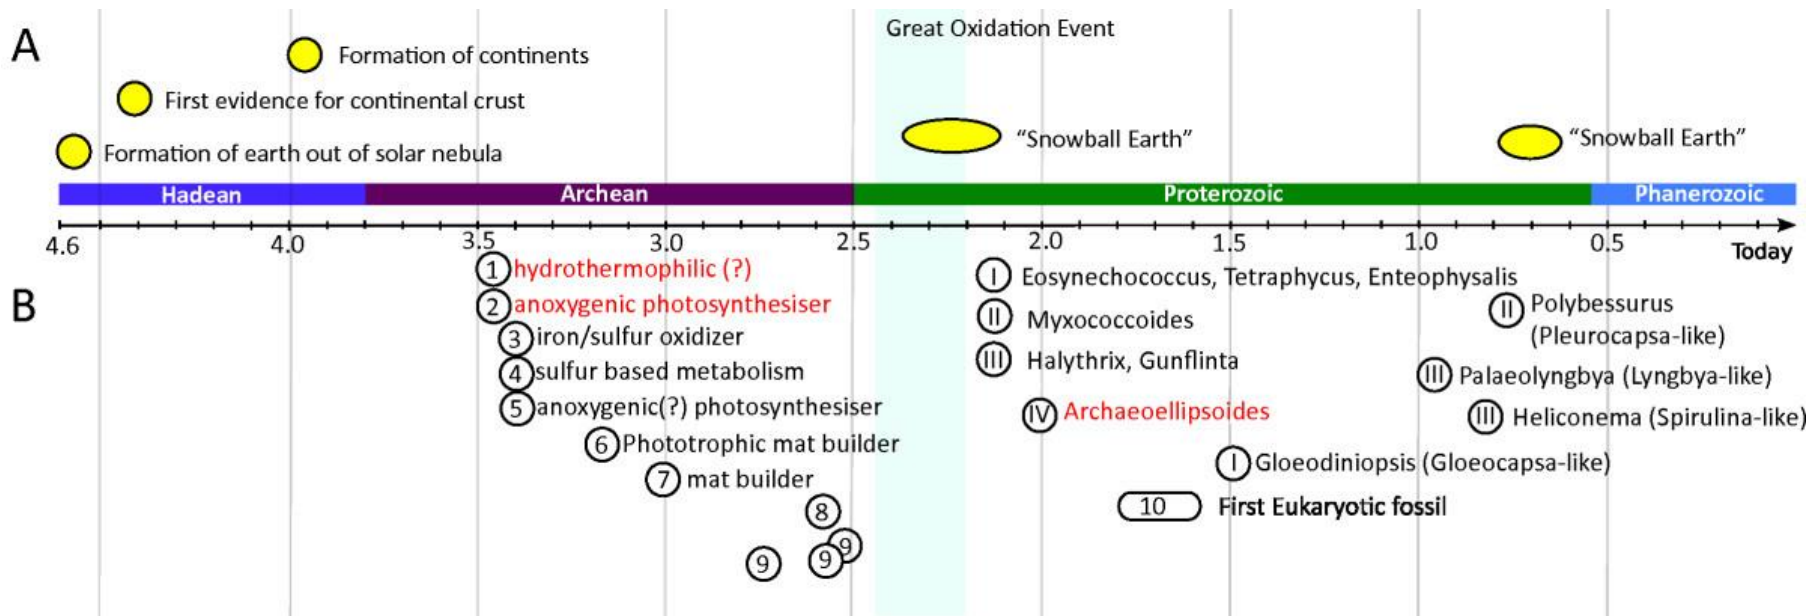 A
Great Oxidation Event
Formation of continents
First evidence for continental crust
Formation of earth out of solar nebula
“Snowball Earth”
“Snowball Earth”
Hadean
Archean
Proterozoic
Phanerozoic
4.6
4.0
3.5
3.0
2.5
2.0
1.5
1.0
0.5
Today
B
1 hydrothermophilic (?)
2 anoxygenic photosynthesiser
3 iron/sulfur oxidizer
4 sulfur based metabolism
5 anoxygenic(?) photosynthesiser
6 Phototrophic mat builder
7 mat builder
8
9
9
9
I Eosynechococcus, Tetraphycus, Enteophysalis
II Myxococcoides
III Halythrix, Gunflinta
IV Archaeoellipsoides
I Gloeodiniopsis (Gloeocapsa-like)
10 First Eukaryotic fossil
II Polybessurus
(Pleurocapsa-like)
III Palaeolyngbya (Lyngbya-like)
III Heliconema (Spirulina-like)